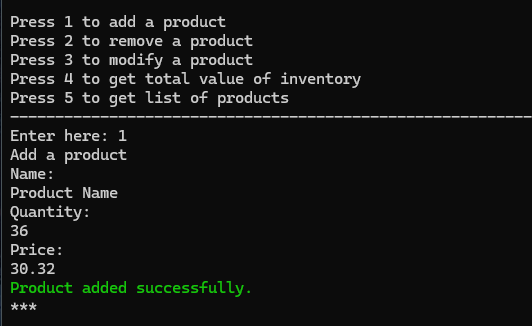 Press 1 to add a product
Press 2 to remove a product
Press 3 to modify a product
Press 4 to get total value of inventory
Press 5 to get list of products
----------------------------------------------------------
Enter here: 1
Add a product
Name:
Product Name
Quantity:
36
Price:
30.32
Product added successfully.
***